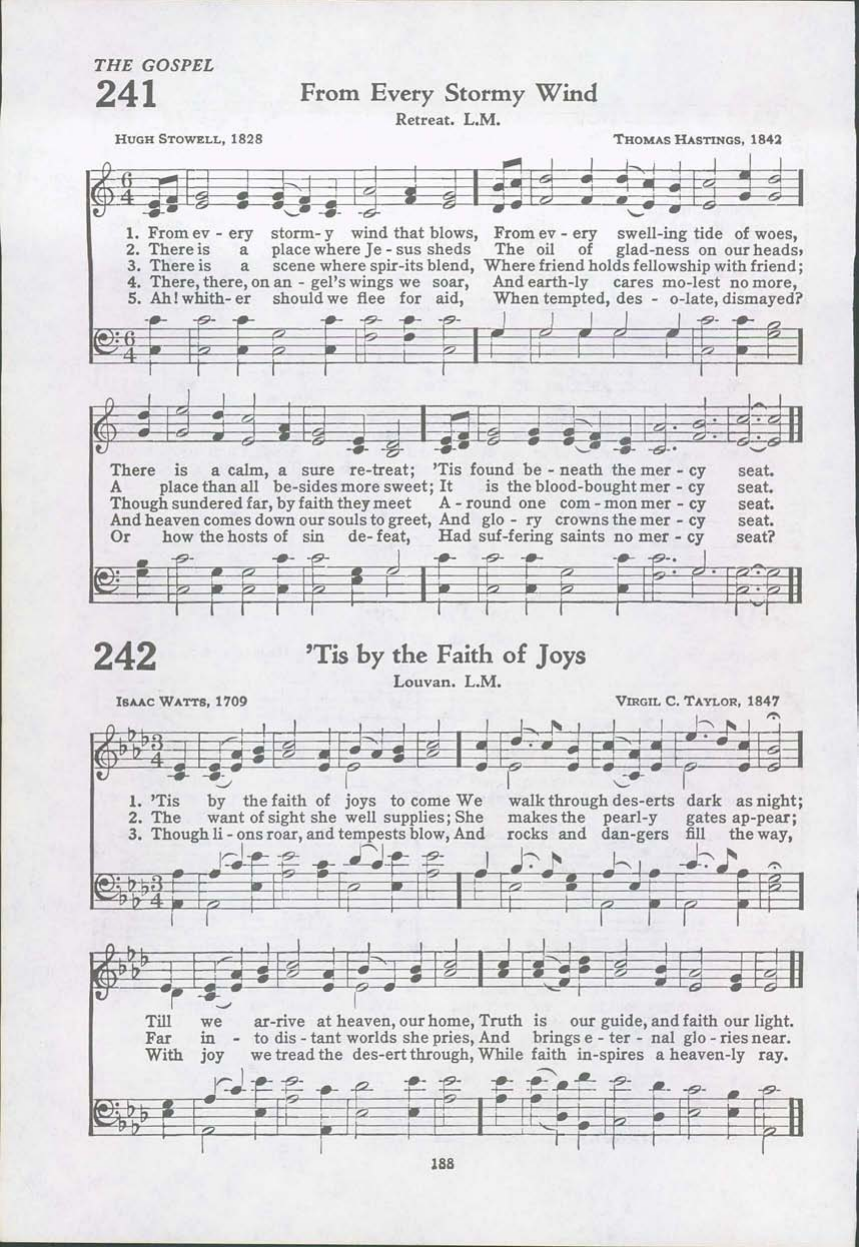 THE GOSPEL
241
From Every Stormy Wind
Retreat. L.M.
HUGH STOWELL, 1828 THOMAS HASTINGS, 1842
6 4
1. From ev - ery storm- y wind that blows, From ev - ery swell-ing tide of woes,
2. There is a place where Je - sus sheds The oil of glad-ness on our heads,
3. There is a scene where spir-its blend, Where friend holds fellowship with friend;
4. There, there, on an - gel's wings we soar, And earth-ly cares mo-lest no more,
5. Ah! whith- er should we flee for aid, When tempted, des - o-late, dismayed?
6 4
There is a calm, a sure re-treat; 'Tis found be - neath the mer - cy seat.
A place than all be-sides more sweet; It is the blood-bought mer - cy seat.
Though sundered far, by faith they meet A - round one com - mon mer - cy seat.
And heaven comes down our souls to greet, And glo - ry crowns the mer - cy seat.
Or how the hosts of sin de- feat, Had suf-fering saints no mer - cy seat?
242
'Tis by the Faith of Joys
Louvan. L.M.
ISAAC WATTS, 1709 VIRGIL C. TAYLOR, 1847
3 4
1. 'Tis by the faith of joys to come We walk through des-erts dark as night;
2. The want of sight she well supplies; She makes the pearl-y gates ap-pear;
3. Though li - ons roar, and tempests blow, And rocks and dan-gers fill the way,
3 4
Till we ar-rive at heaven, our home, Truth is our guide, and faith our light.
Far in - to dis - tant worlds she pries, And brings e - ter - nal glo - ries near.
With joy we tread the des-ert through, While faith in-spires a heaven-ly ray.
188